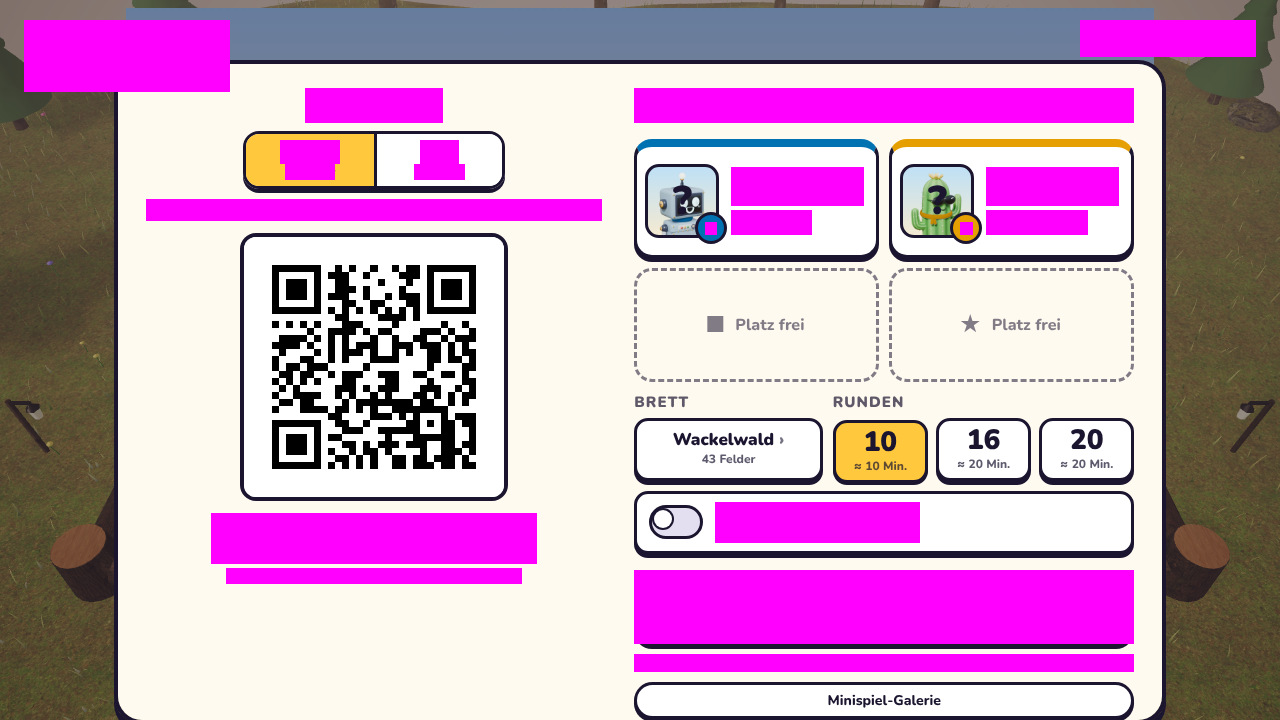 ?
?
■ Platz frei
★ Platz frei
BRETT
RUNDEN
Wackelwald ›
43 Felder
10
≈ 10 Min.
16
≈ 20 Min.
20
≈ 20 Min.
Minispiel-Galerie